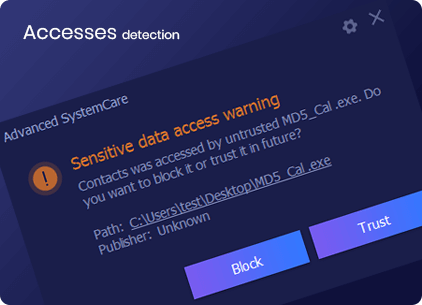 Accesses detection
Advanced SystemCare
Sensitive data access warning
Contacts was accessed by untrusted MD5_Cal .exe. Do
you want to block it or trust it in future?
Path: C:\Users\test\Desktop\MD5_Cal .exe
Publisher: Unknown
Block
Trust